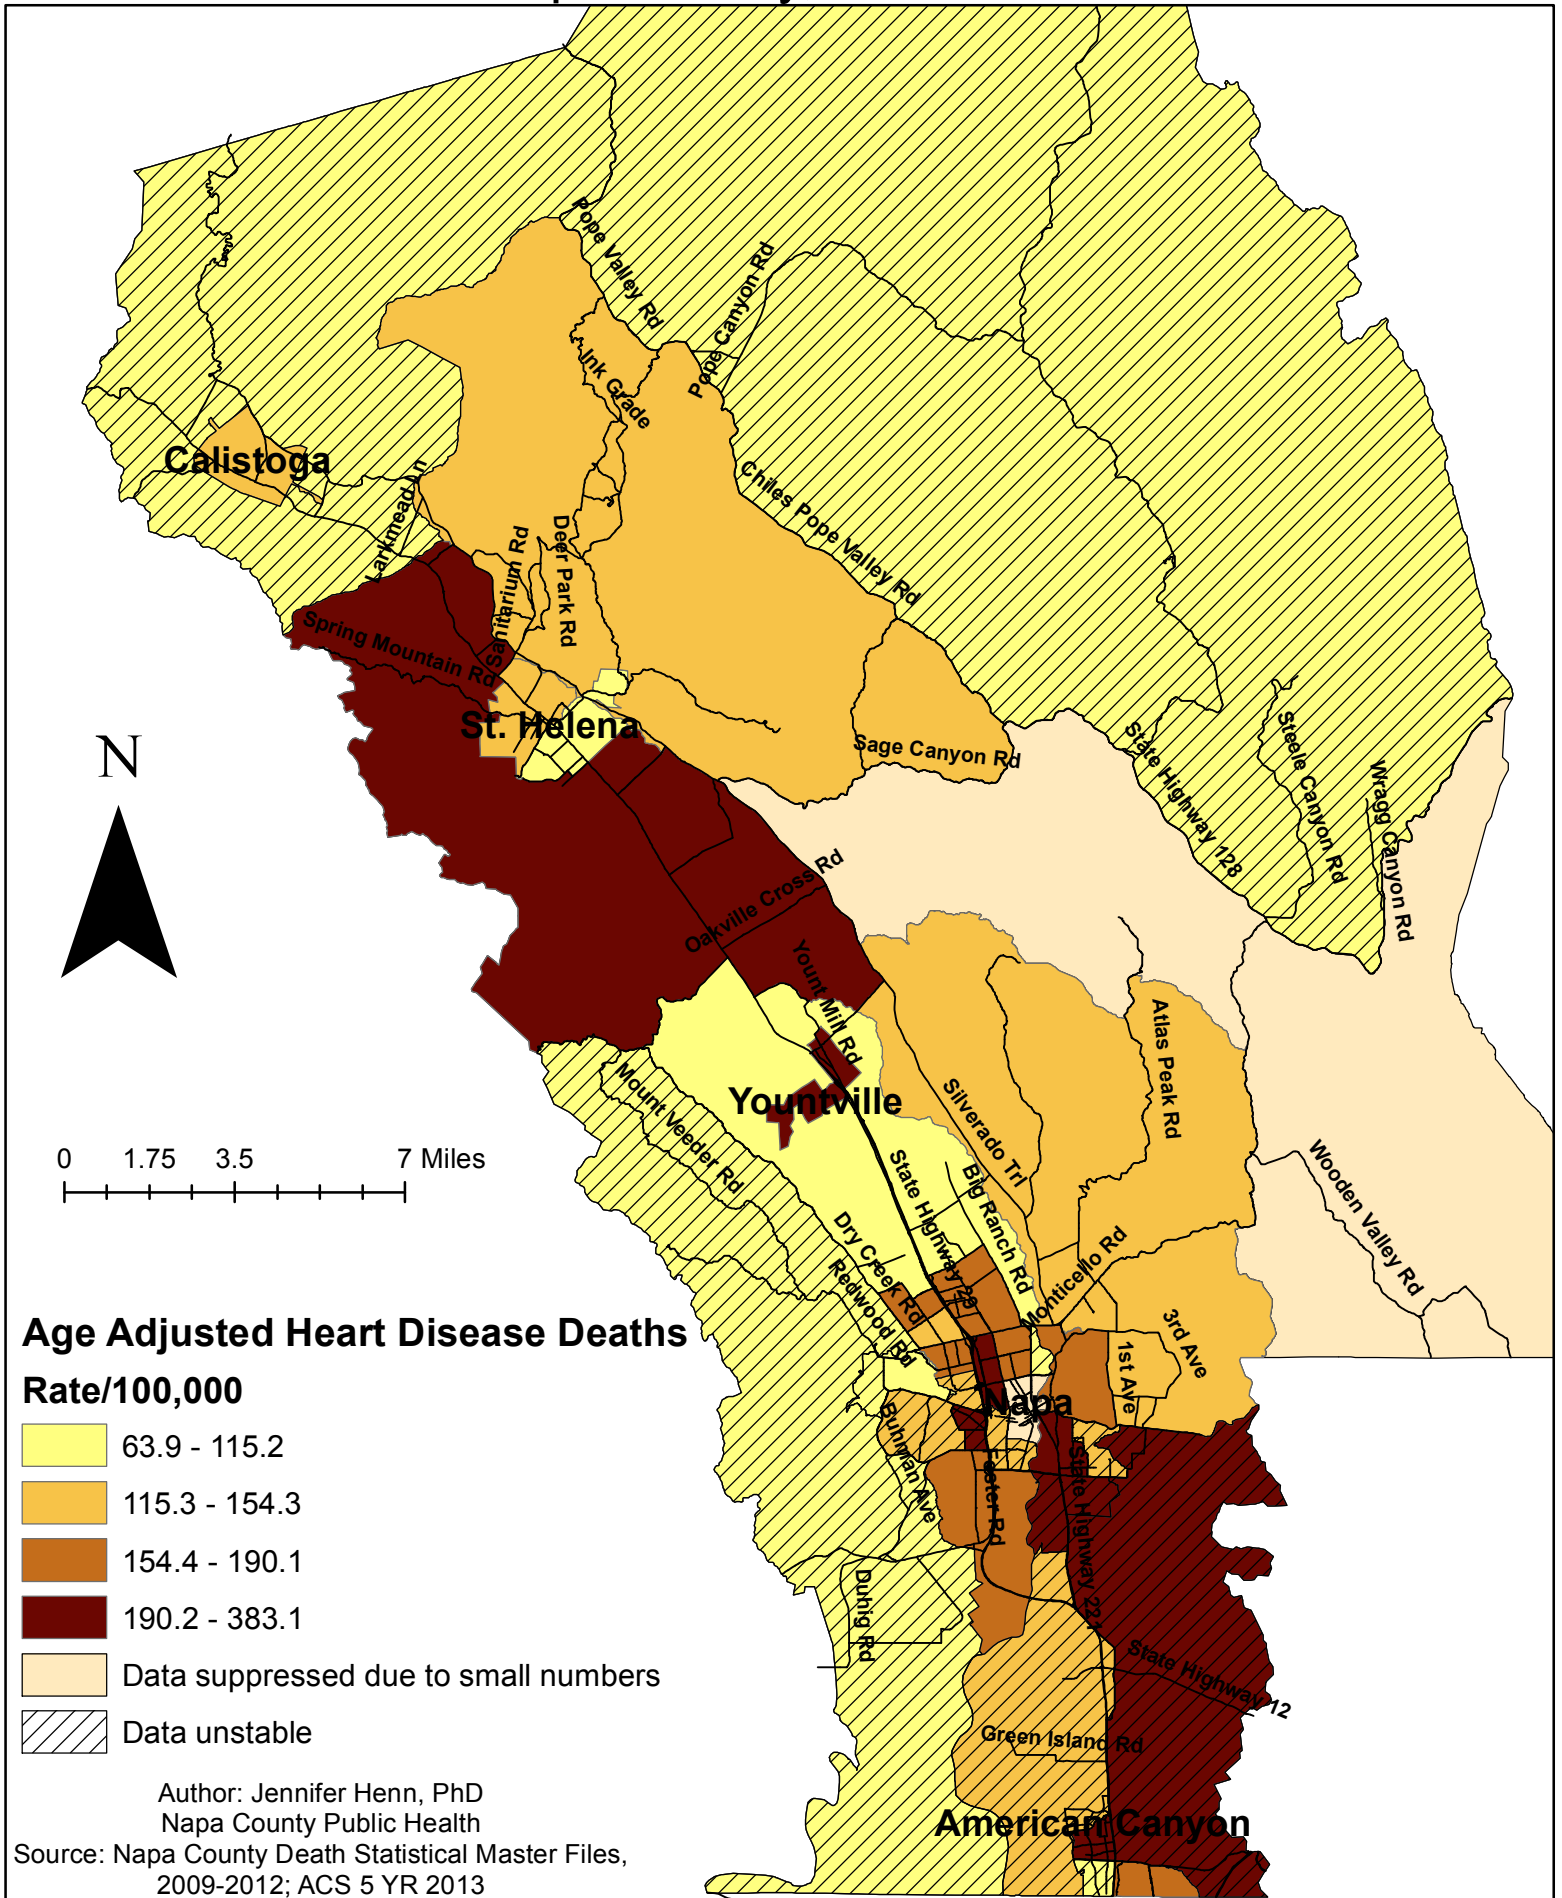 Pope Valley Rd
Pope Canyon Rd
Ink Grade
Calistoga
Larkmead Ln
Chiles Pope Valley Rd
Sanitarium Rd
Deer Park Rd
Spring Mountain Rd
St. Helena
Sage Canyon Rd
State Highway 128
Steele Canyon Rd
Wragg Canyon Rd
N
Oakville Cross Rd
Yount Mill Rd
Atlas Peak Rd
Mount Veeder Rd
Yountville
Silverado Trl
State Highway 29
Big Ranch Rd
Wooden Valley Rd
0 1.75 3.5 7 Miles
Dry Creek Rd
Redwood Rd
Monticello Rd
3rd Ave
1st Ave
Napa
Buhman Ave
Foster Rd
State Highway 221
Duhig Rd
State Highway 12
Green Island Rd
American Canyon
Age Adjusted Heart Disease Deaths
Rate/100,000
63.9 - 115.2
115.3 - 154.3
154.4 - 190.1
190.2 - 383.1
Data suppressed due to small numbers
Data unstable
Author: Jennifer Henn, PhD
Napa County Public Health
Source: Napa County Death Statistical Master Files,
2009-2012; ACS 5 YR 2013